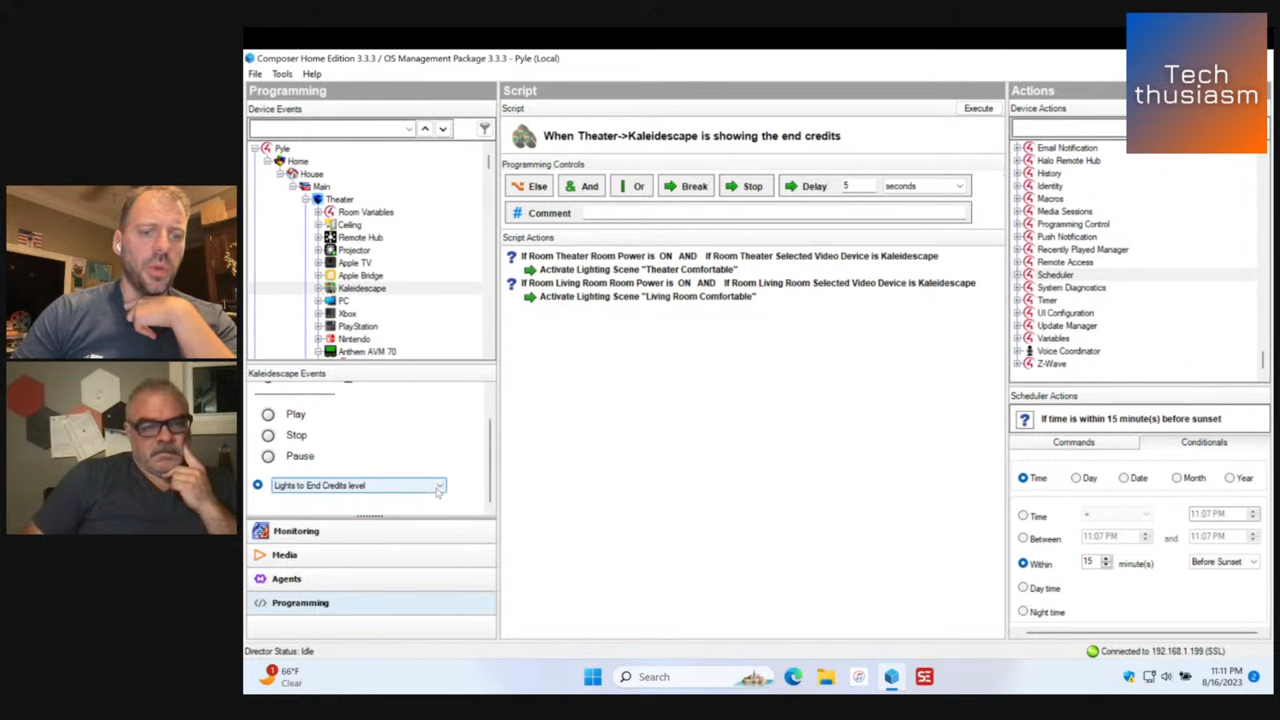 Tech
thusiasm
Composer Home Edition 3.3.3 / OS Management Package 3.3.3 - Pyle (Local)
File Tools Help
Programming
Device Events
Pyle
Home
House
Main
Theater
Room Variables
Ceiling
Remote Hub
Projector
Apple TV
Apple Bridge
Kaleidescape
PC
Xbox
PlayStation
Nintendo
Anthem AVM 70
Kaleidescape Events
Play
Stop
Pause
Lights to End Credits level
Monitoring
Media
Agents
Programming
Script
Script
Execute
When Theater->Kaleidescape is showing the end credits
Programming Controls
Else And Or Break Stop Delay 5 seconds
# Comment
Script Actions
? If Room Theater Room Power is ON AND If Room Theater Selected Video Device is Kaleidescape
Activate Lighting Scene "Theater Comfortable"
? If Room Living Room Room Power is ON AND If Room Living Room Selected Video Device is Kaleidescape
Activate Lighting Scene "Living Room Comfortable"
Actions
Device Actions
Email Notification
Halo Remote Hub
History
Identity
Macros
Media Sessions
Programming Control
Push Notification
Recently Played Manager
Remote Access
Scheduler
System Diagnostics
Timer
UI Configuration
Update Manager
Variables
Voice Coordinator
Z-Wave
Scheduler Actions
? If time is within 15 minute(s) before sunset
Commands Conditionals
Time Day Date Month Year
Time = 11:07 PM
Between 11:07 PM and 11:07 PM
Within 15 minute(s) Before Sunset
Day time
Night time
Director Status: Idle
Connected to 192.168.1.199 (SSL)
1
66°F
Clear
Search
SE
11:11 PM
8/16/2023
2